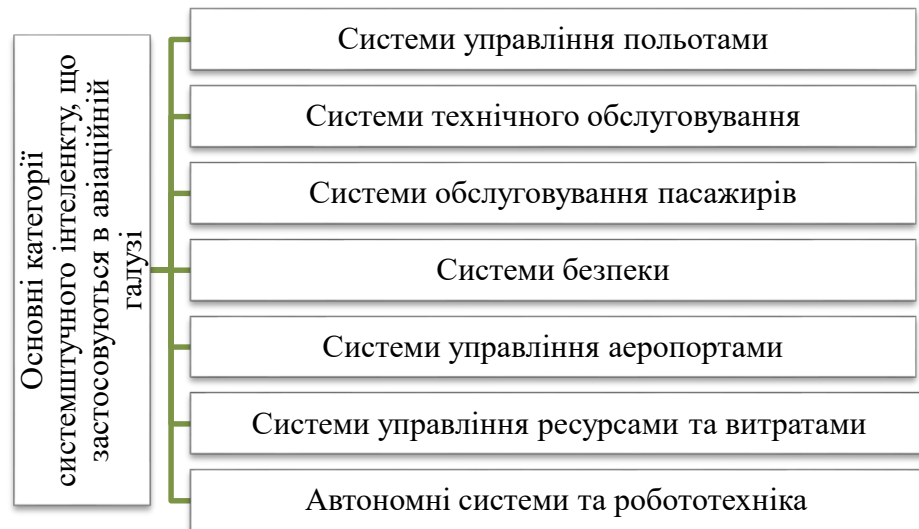 Основні категорії
системштучного інтеленкту, що
застосовуються в авіаційній
галузі
Системи управління польотами
Системи технічного обслуговування
Системи обслуговування пасажирів
Системи безпеки
Системи управління аеропортами
Системи управління ресурсами та витратами
Автономні системи та робототехніка